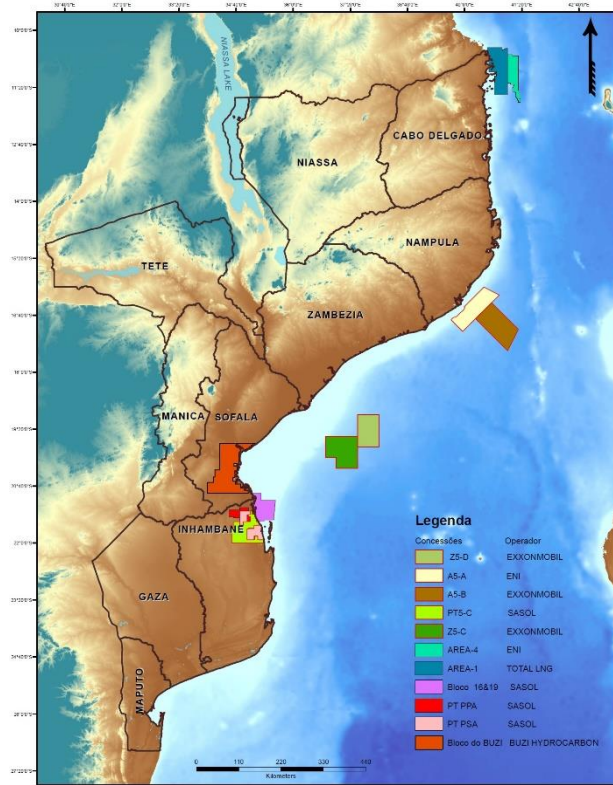 NIASSA LAKE
NIASSA
CABO DELGADO
NAMPULA
TETE
ZAMBEZIA
MANICA
SOFALA
INHAMBANE
GAZA
MAPUTO
Legenda
Concessões Operador
Z5-D EXXONMOBIL
A5-A ENI
A5-B EXXONMOBIL
PT5-C SASOL
Z5-C EXXONMOBIL
AREA-4 ENI
AREA-1 TOTAL LNG
Bloco 16&19 SASOL
PT PPA SASOL
PT PSA SASOL
Bloco do BUZI BUZI HYDROCARBON
0 110 220 330 440
Kilometers